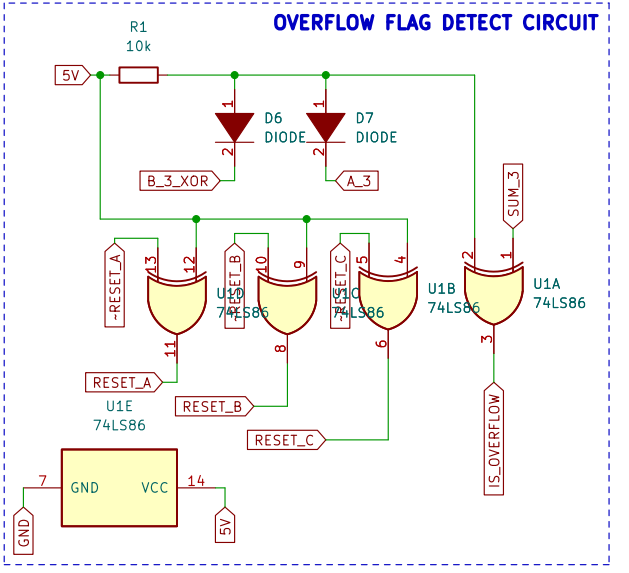 OVERFLOW FLAG DETECT CIRCUIT
R1
10k
5V
1
D6
DIODE
2
1
D7
DIODE
2
B_3_XOR
A_3
SUM_3
~RESET_A
13
12
U1D
74LS86
11
~RESET_B
10
9
U1C
74LS86
8
~RESET_C
5
4
U1B
74LS86
6
2
1
U1A
74LS86
3
RESET_A
RESET_B
RESET_C
IS_OVERFLOW
U1E
74LS86
7
GND
VCC
14
GND
5V